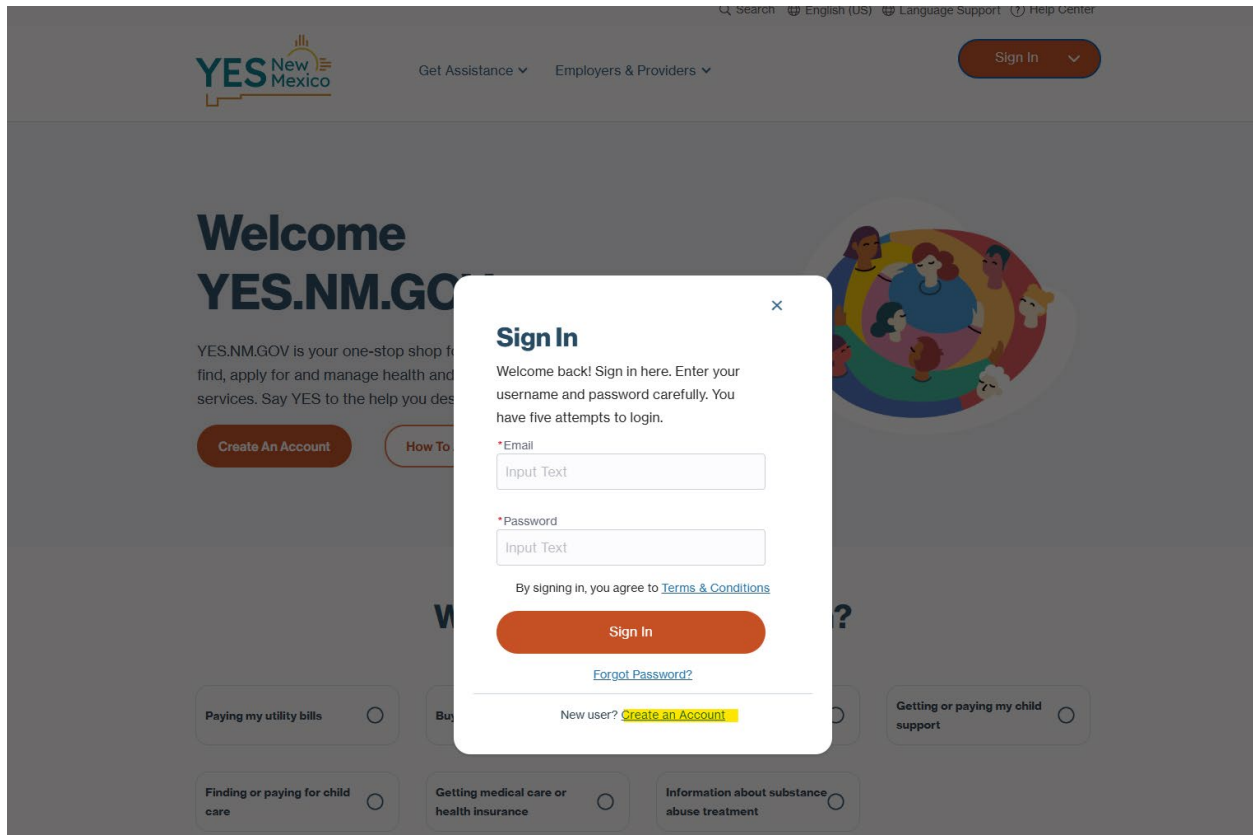 Search English (US) Language Support Help Center
YES New Mexico
Get Assistance Employers & Providers
Sign In
Welcome
YES.NM.GOV
YES.NM.GOV is your one-stop shop
find, apply for and manage health and
services. Say YES to the help you
Create An Account
How To
Sign In
Welcome back! Sign in here. Enter your
username and password carefully. You
have five attempts to login.
*Email
Input Text
*Password
Input Text
By signing in, you agree to Terms & Conditions
Sign In
Forgot Password?
New user? Create an Account
?
Paying my utility bills
Getting or paying my child
support
Finding or paying for child
care
Getting medical care or
health insurance
Information about substance
abuse treatment